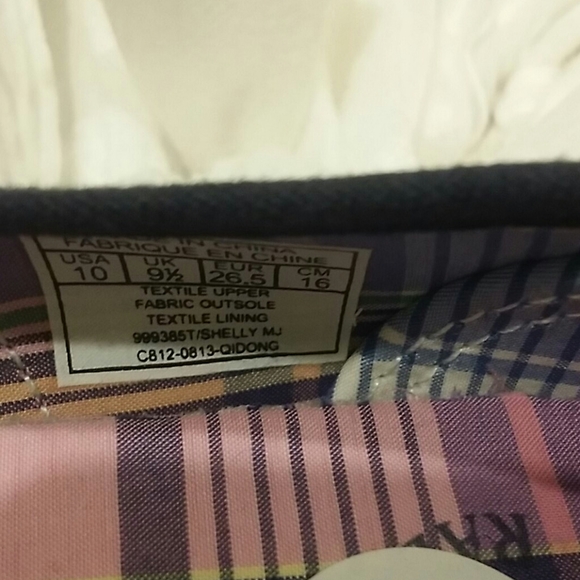 IN CHINA
FABRIQUE EN CHINE
USA UK EUR CM
10 9½ 26.5 16
TEXTILE UPPER
FABRIC OUTSOLE
TEXTILE LINING
999385T/SHELLY MJ
C812-0813-QIDONG
RAL